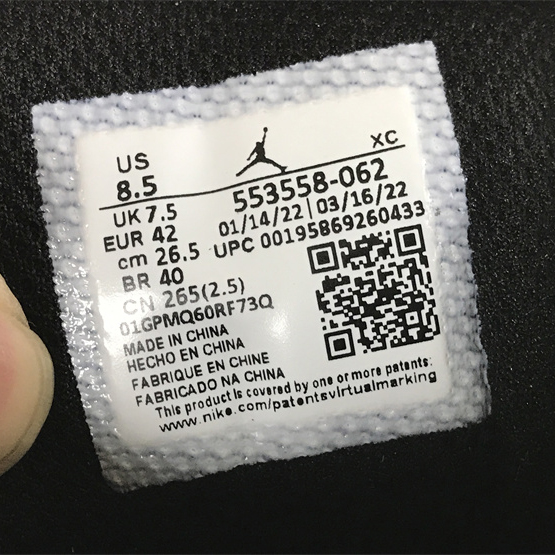 XC
US
8.5
553558-062
UK 7.5
01/14/22 | 03/16/22
EUR 42
UPC 00195869260433
cm 26.5
BR 40
CN 265(2.5)
01GPMQ60RF73Q
MADE IN CHINA
HECHO EN CHINA
FABRIQUE EN CHINE
FABRICADO NA CHINA
This product is covered by one or more patents:
www.nike.com/patentsvirtualmarking